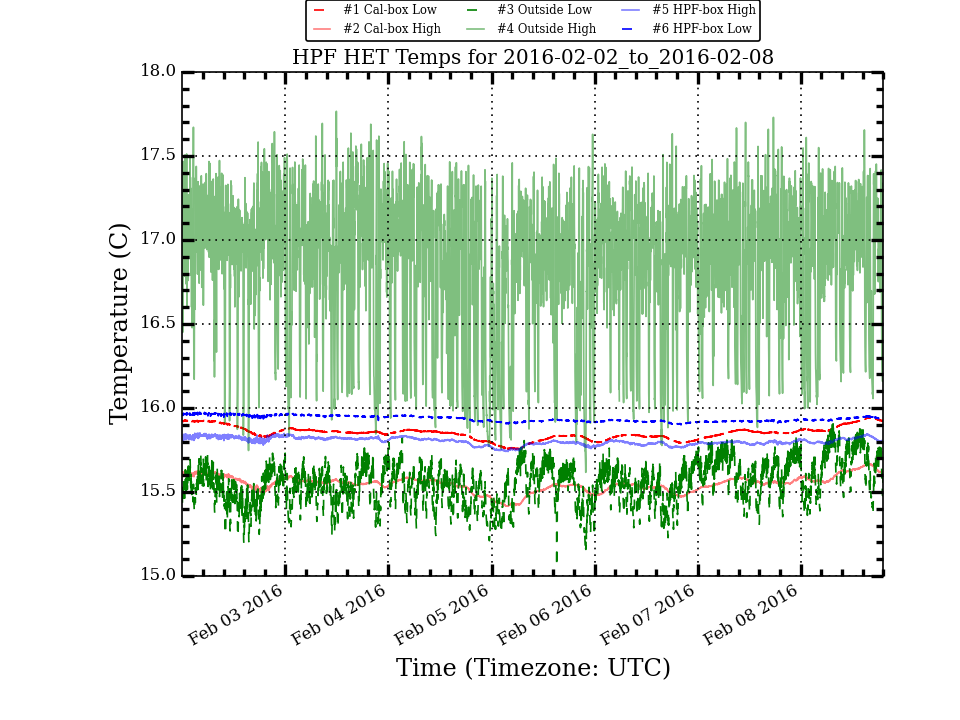 #1 Cal-box Low #3 Outside Low #5 HPF-box High
#2 Cal-box High #4 Outside High #6 HPF-box Low
HPF HET Temps for 2016-02-02_to_2016-02-08
18.0
17.5
17.0
16.5
16.0
15.5
15.0
Temperature (C)
Feb 03 2016
Feb 04 2016
Feb 05 2016
Feb 06 2016
Feb 07 2016
Feb 08 2016
Time (Timezone: UTC)